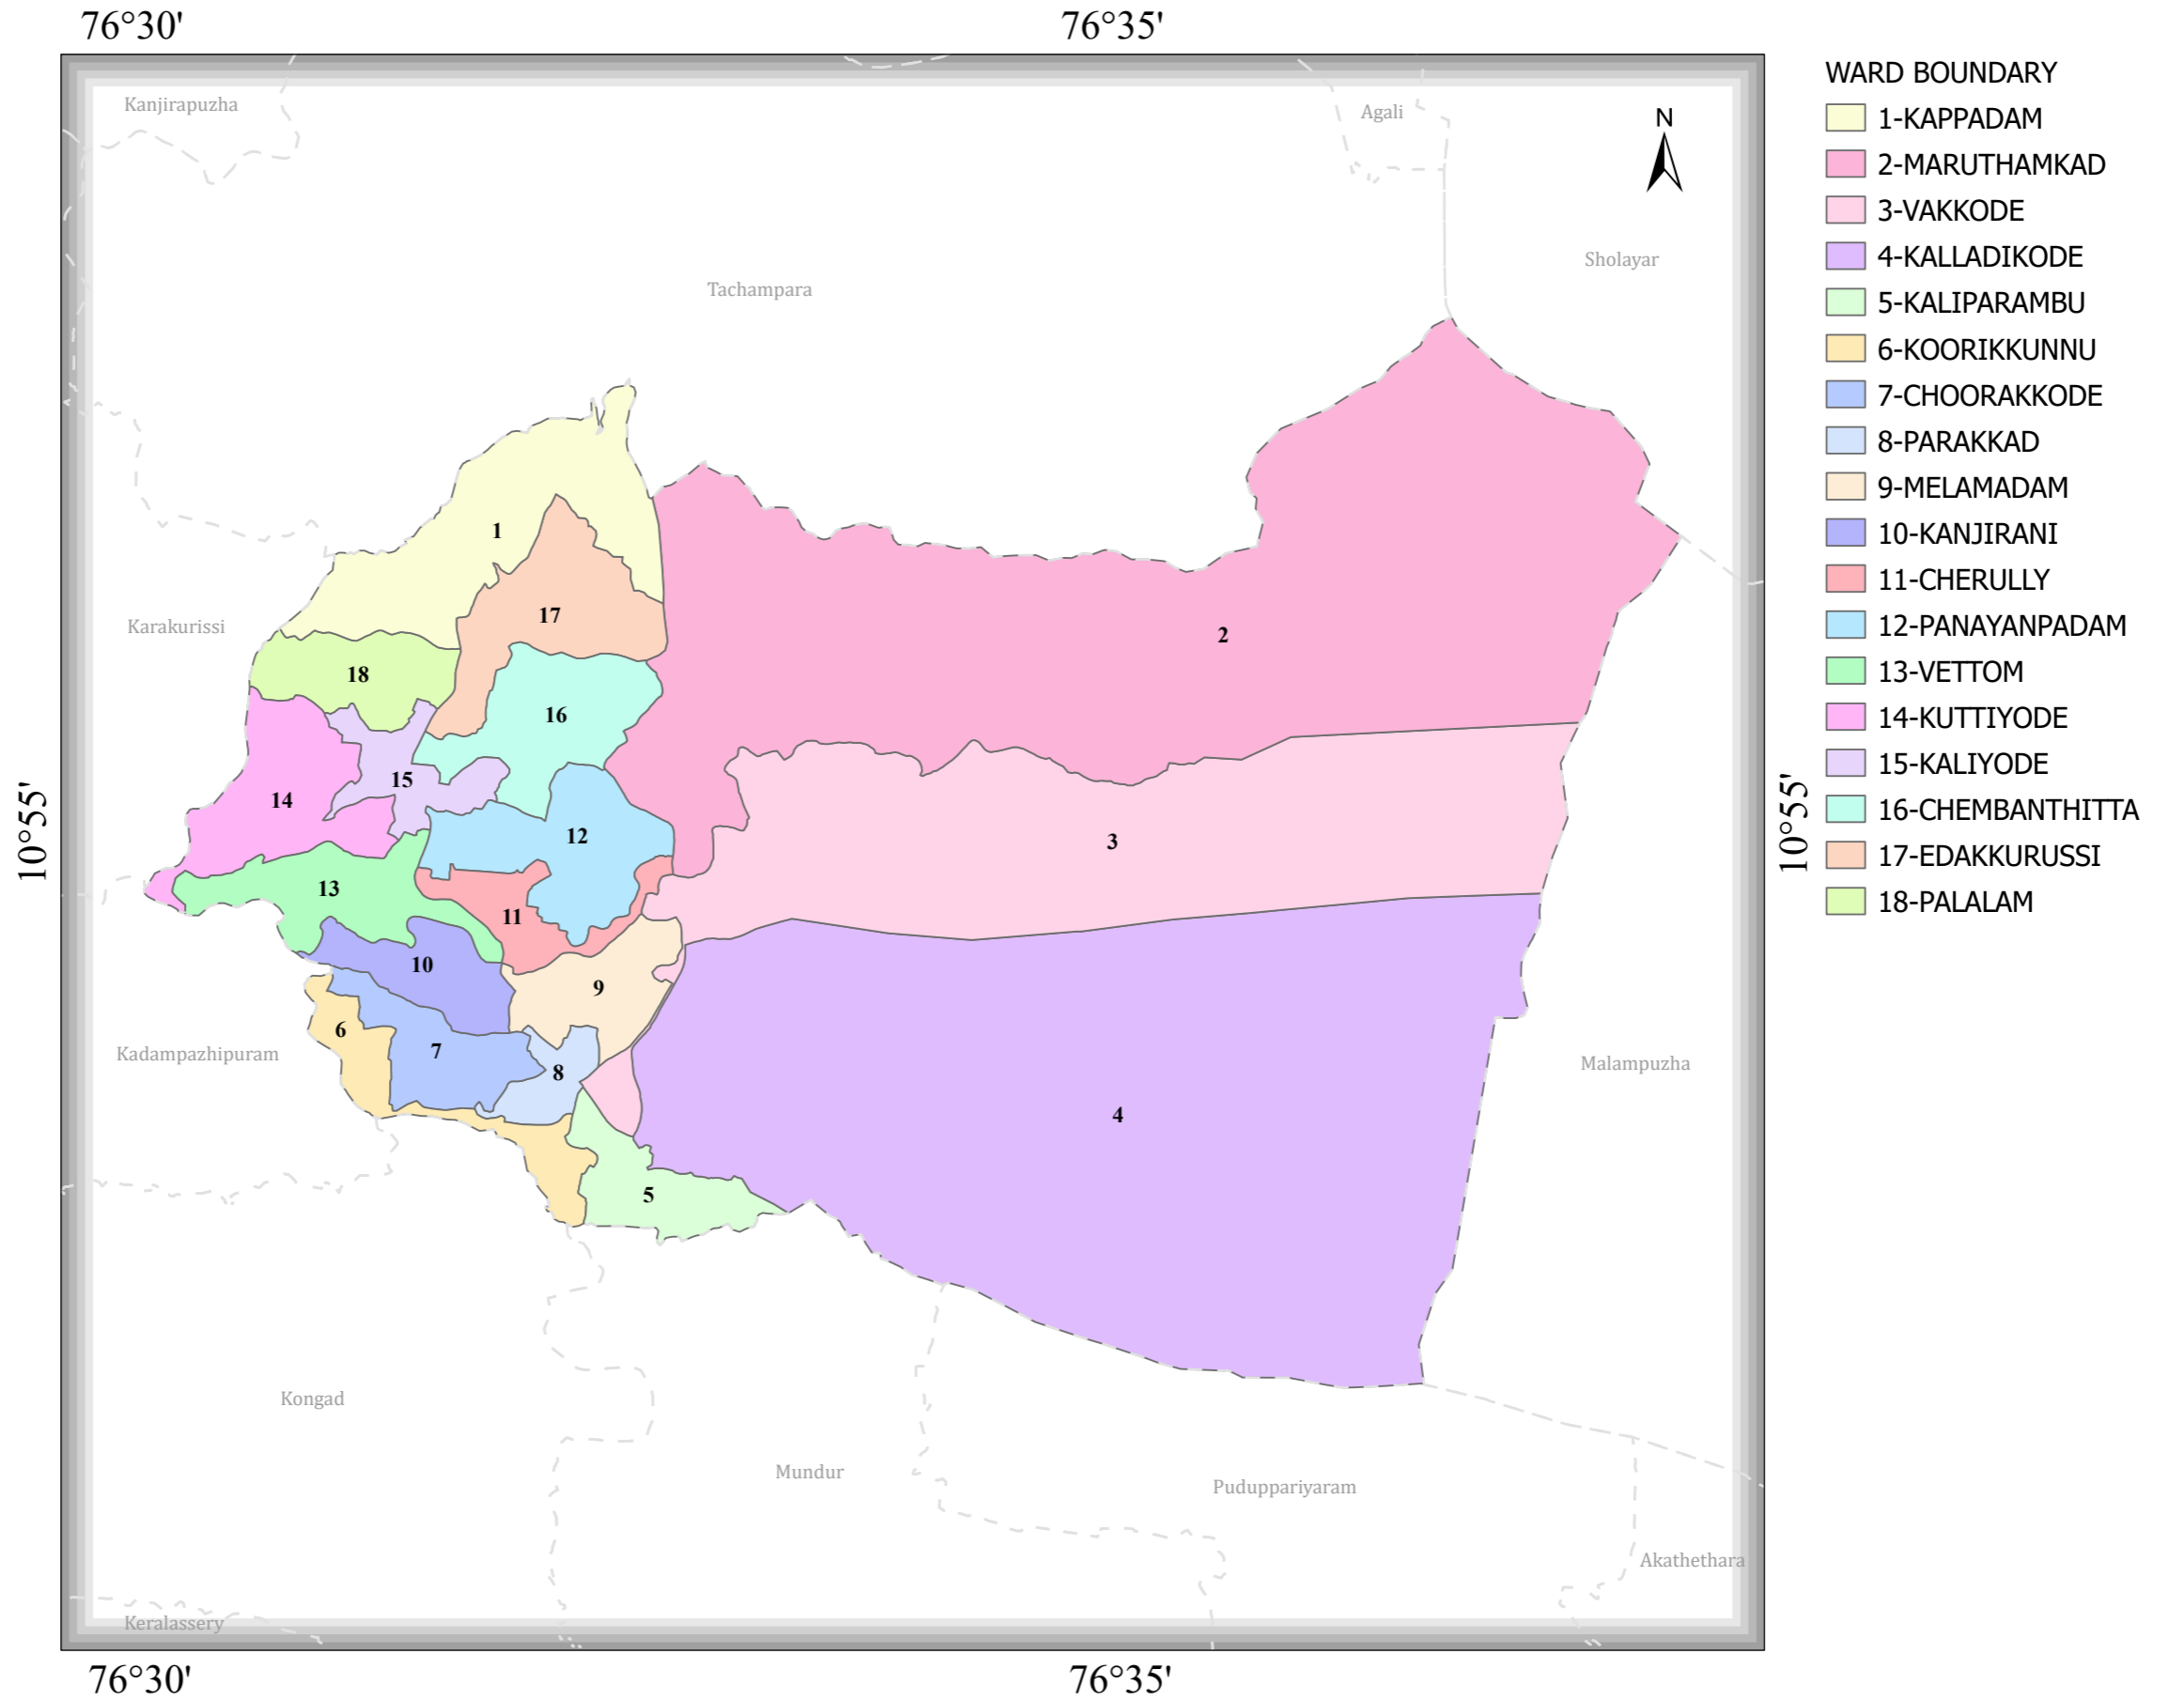 76°30'
76°35'
WARD BOUNDARY
1-KAPPADAM
2-MARUTHAMKAD
3-VAKKODE
4-KALLADIKODE
5-KALIPARAMBU
6-KOORIKKUNNU
7-CHOORAKKODE
8-PARAKKAD
9-MELAMADAM
10-KANJIRANI
11-CHERULLY
12-PANAYANPADAM
13-VETTOM
14-KUTTIYODE
15-KALIYODE
16-CHEMBANTHITTA
17-EDAKKURUSSI
18-PALALAM
Kanjirapuzha
Agali
N
Sholayar
Tachampara
1
17
Karakurissi
2
18
16
15
14
12
3
10°55'
10°55'
13
11
10
9
6
7
8
Kadampazhipuram
Malampuzha
4
5
Kongad
Mundur
Puduppariyaram
Akathethara
Keralassery
76°30'
76°35'